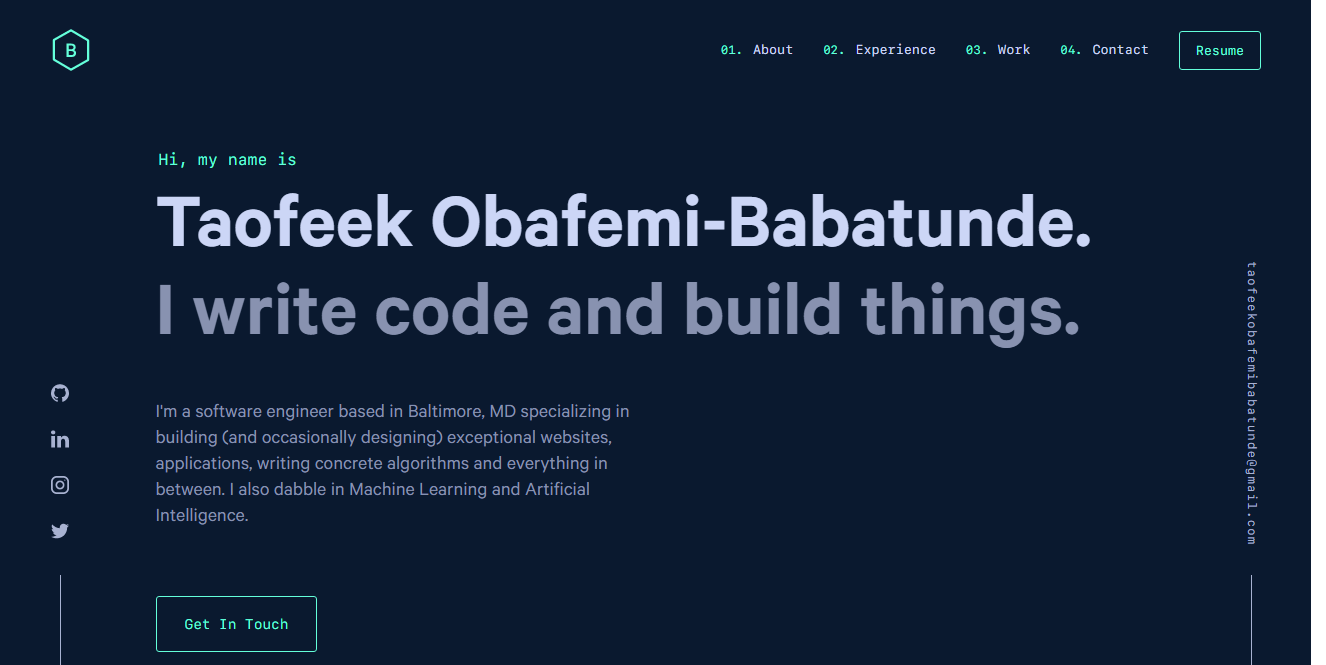 B
01. About 02. Experience 03. Work 04. Contact Resume
Hi, my name is
Taofeek Obafemi-Babatunde.
I write code and build things.
I'm a software engineer based in Baltimore, MD specializing in
building (and occasionally designing) exceptional websites,
applications, writing concrete algorithms and everything in
between. I also dabble in Machine Learning and Artificial
Intelligence.
Get In Touch
in
taofeekobafemibabatunde@gmail.com